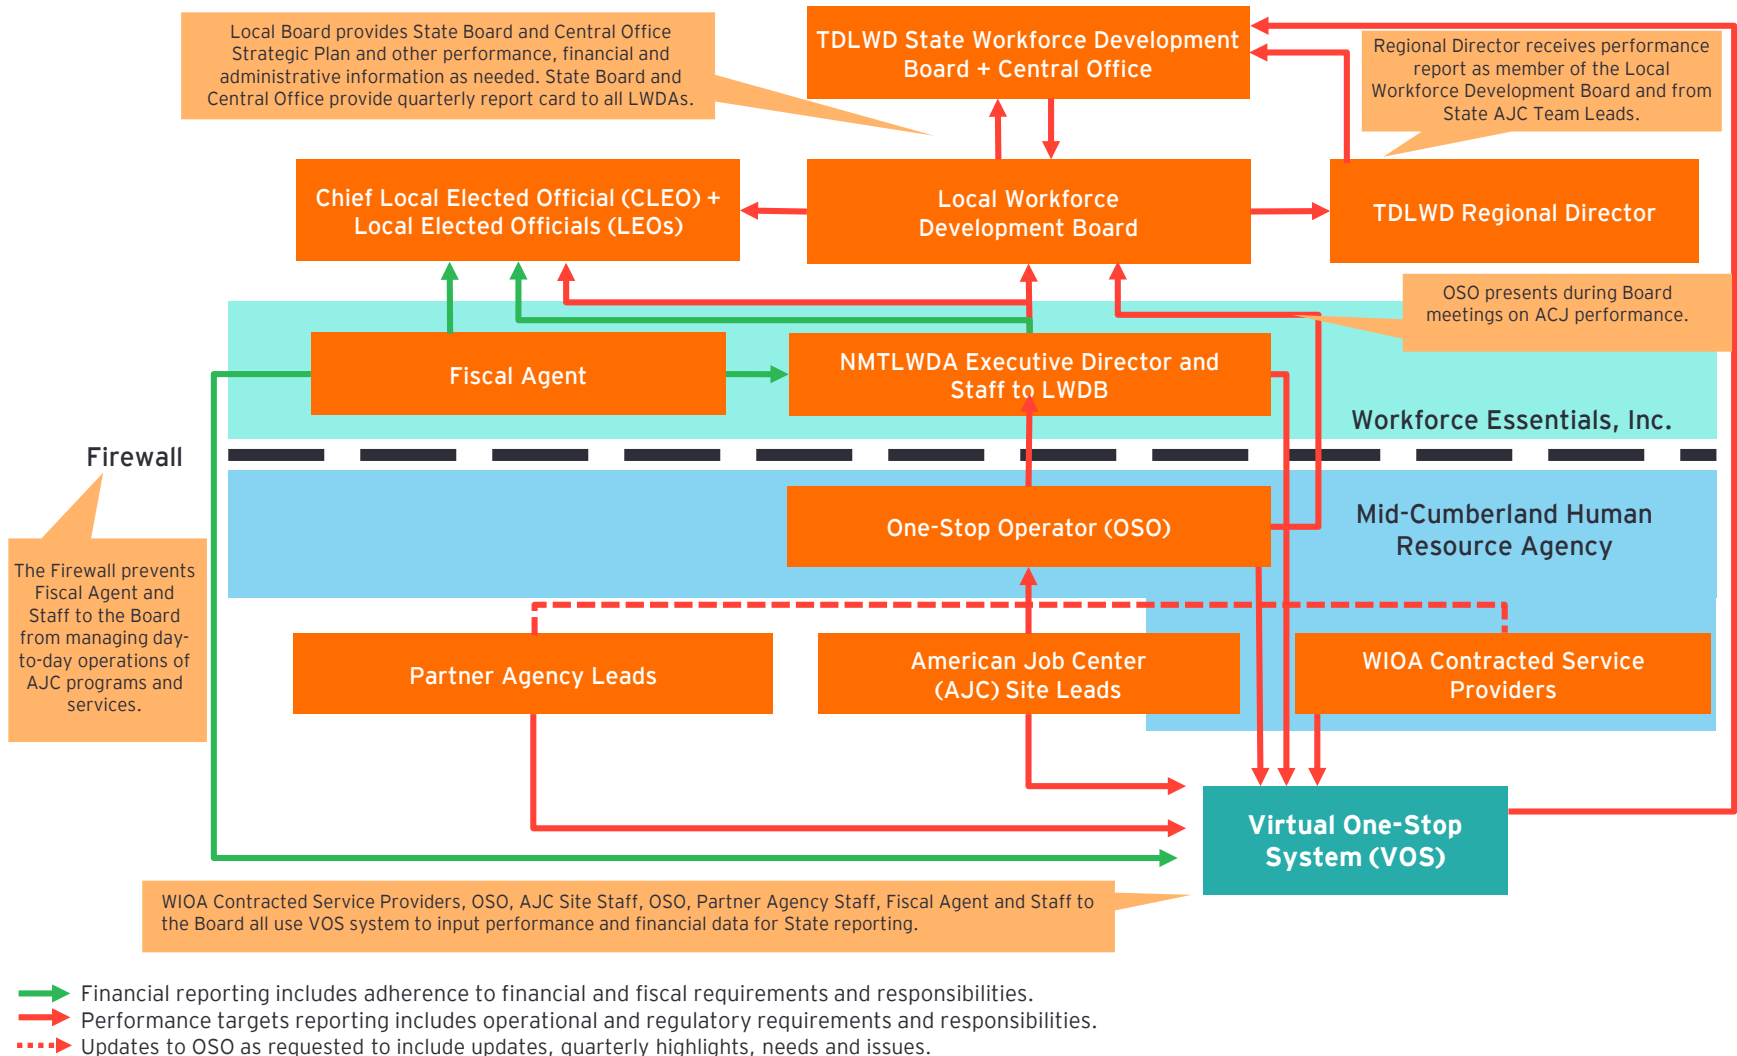 Local Board provides State Board and Central Office
Strategic Plan and other performance, financial and
administrative information as needed. State Board and
Central Office provide quarterly report card to all LWDAs.
TDLWD State Workforce Development
Board + Central Office
Regional Director receives performance
report as member of the Local
Workforce Development Board and from
State AJC Team Leads.
Chief Local Elected Official (CLEO) +
Local Elected Officials (LEOs)
Local Workforce
Development Board
TDLWD Regional Director
OSO presents during Board
meetings on ACJ performance.
Fiscal Agent
NMTLWDA Executive Director and
Staff to LWDB
Workforce Essentials, Inc.
Firewall
One-Stop Operator (OSO)
Mid-Cumberland Human
Resource Agency
The Firewall prevents
Fiscal Agent and
Staff to the Board
from managing day-
to-day operations of
AJC programs and
services.
Partner Agency Leads
American Job Center
(AJC) Site Leads
WIOA Contracted Service
Providers
Virtual One-Stop
System (VOS)
WIOA Contracted Service Providers, OSO, AJC Site Staff, OSO, Partner Agency Staff, Fiscal Agent and Staff to
the Board all use VOS system to input performance and financial data for State reporting.
Financial reporting includes adherence to financial and fiscal requirements and responsibilities.
Performance targets reporting includes operational and regulatory requirements and responsibilities.
Updates to OSO as requested to include updates, quarterly highlights, needs and issues.